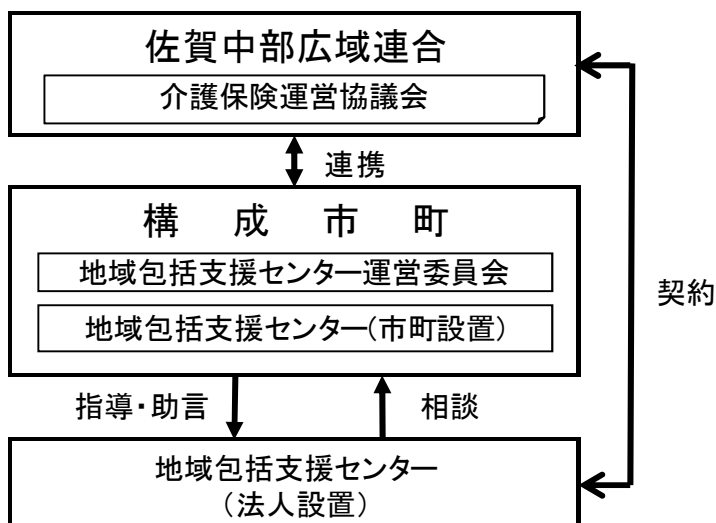 佐賀中部広域連合
介護保険運営協議会
連携
構成市町
地域包括支援センター運営委員会
地域包括支援センター(市町設置)
契約
指導・助言
相談
地域包括支援センター
(法人設置)